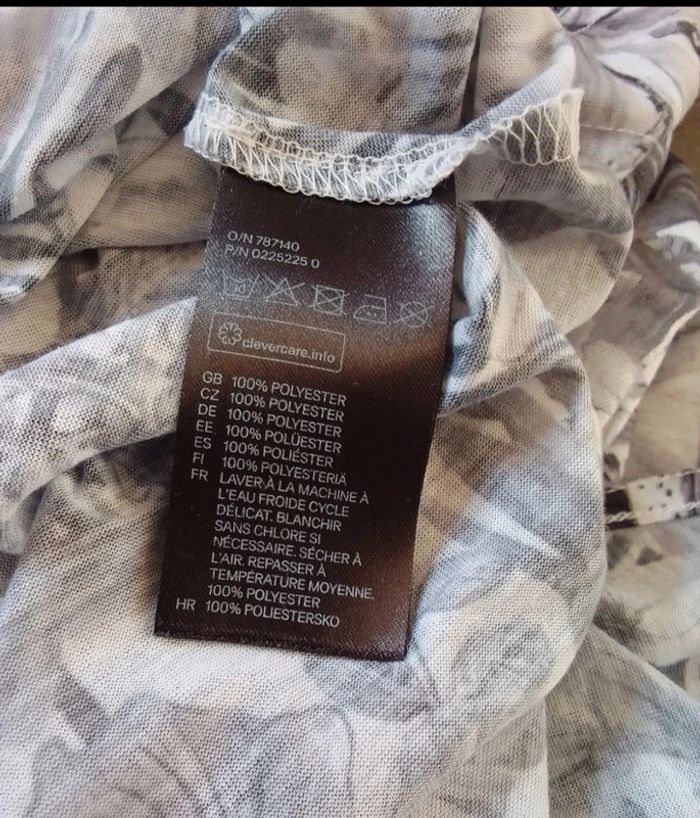 O/N 787140
P/N 0225225 0
clevercare.info
GB 100% POLYESTER
CZ 100% POLYESTER
DE 100% POLYESTER
EE 100% POLÜESTER
ES 100% POLIÉSTER
FI 100% POLYESTERIÄ
FR LAVER À LA MACHINE À
L'EAU FROIDE CYCLE
DÉLICAT. BLANCHIR
SANS CHLORE SI
NÉCESSAIRE. SÉCHER À
L'AIR. REPASSER À
TEMPÉRATURE MOYENNE.
100% POLYESTER
HR 100% POLIESTERSKO